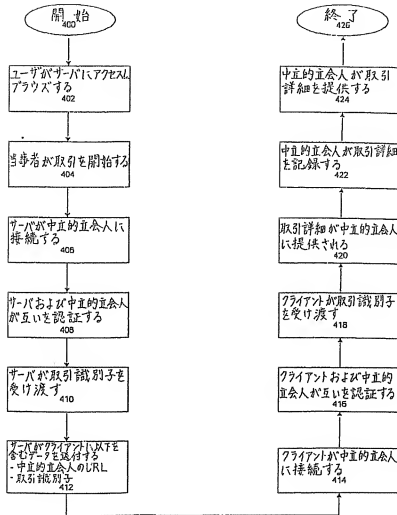 開始
400
ユーザがサーバにアクセスし
ブラウズする
402
当事者が取引を開始する
404
サーバが中立的立会人に
接続する
406
サーバおよび中立的立会人
が互いを認証する
408
サーバが取引識別子を
受け渡す
410
サーバがクライアントに以下を
含むデータを送付する
-中立的立会人のURL
-取引識別子
412
クライアントが中立的立会人
に接続する
414
クライアントおよび中立的
立会人が互いを認証する
416
クライアントが取引識別子
を受け渡す
418
取引詳細が中立的立会人
に提供される
420
中立的立会人が取引詳細
を記録する
422
中立的立会人が取引
詳細を提供する
424
終了
426